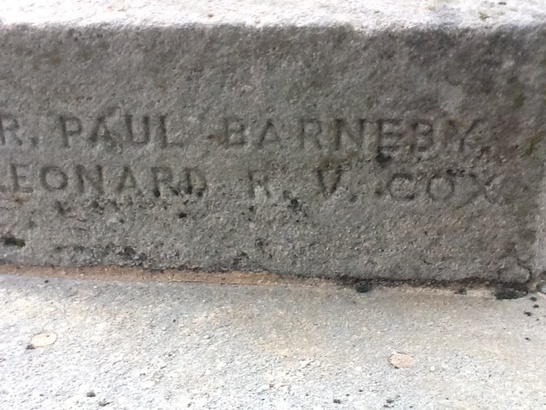 R. PAUL BARNEBY.
LEONARD R. V. COX